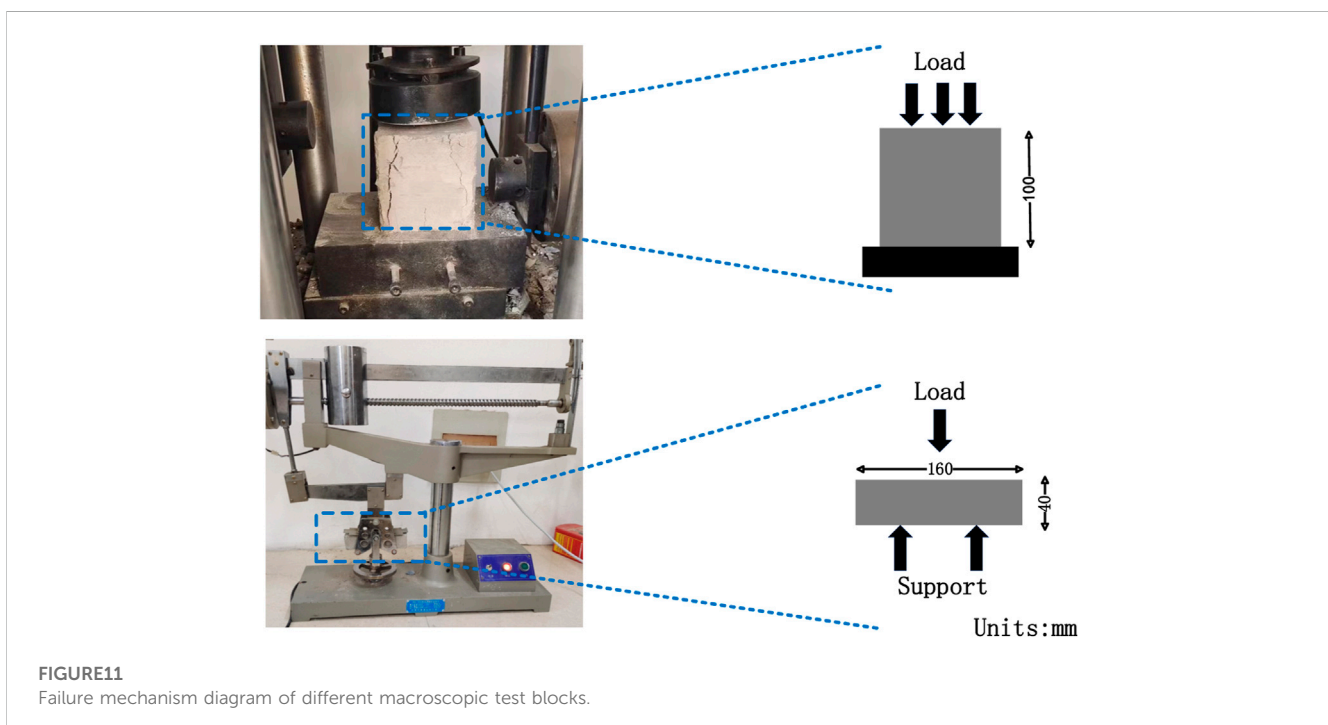 Load
100
Load
160
40
Support
Units:mm
FIGURE11
Failure mechanism diagram of different macroscopic test blocks.